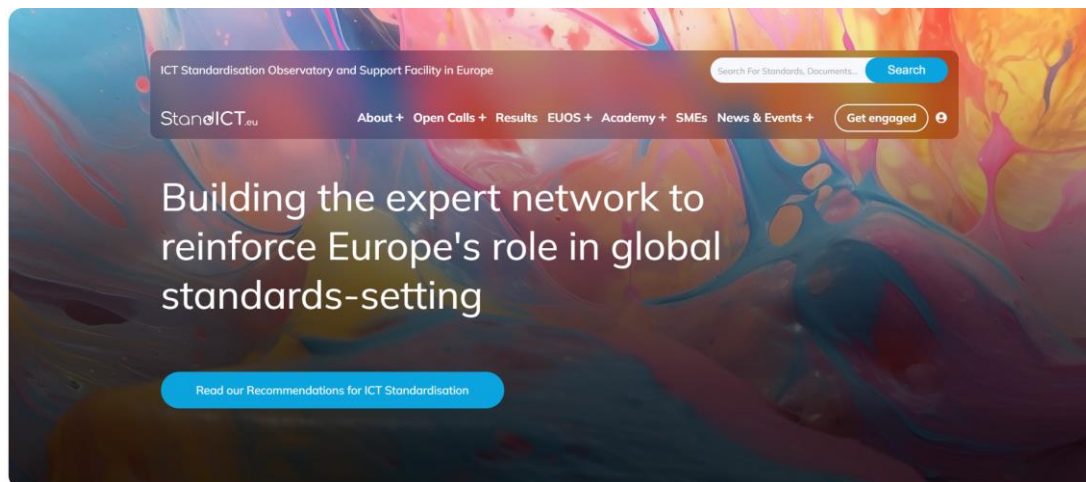 ICT Standardisation Observatory and Support Facility in Europe
Search For Standards, Documents... Search
StandICT.eu
About + Open Calls + Results EUOS + Academy + SMEs News & Events + Get engaged
Building the expert network to
reinforce Europe's role in global
standards-setting
Read our Recommendations for ICT Standardisation